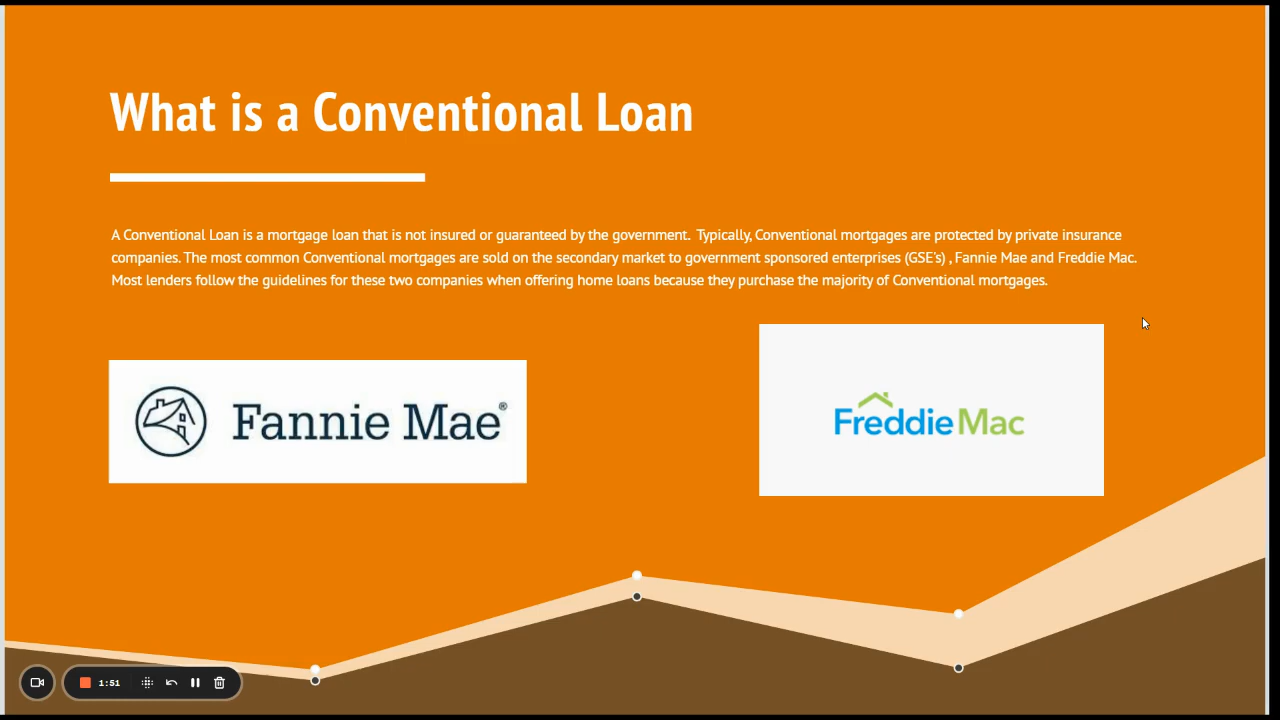 What is a Conventional Loan
A Conventional Loan is a mortgage loan that is not insured or guaranteed by the government.  Typically, Conventional mortgages are protected by private insurance
companies. The most common Conventional mortgages are sold on the secondary market to government sponsored enterprises (GSE's) , Fannie Mae and Freddie Mac.
Most lenders follow the guidelines for these two companies when offering home loans because they purchase the majority of Conventional mortgages.
Fannie Mae®
Freddie Mac
1:51